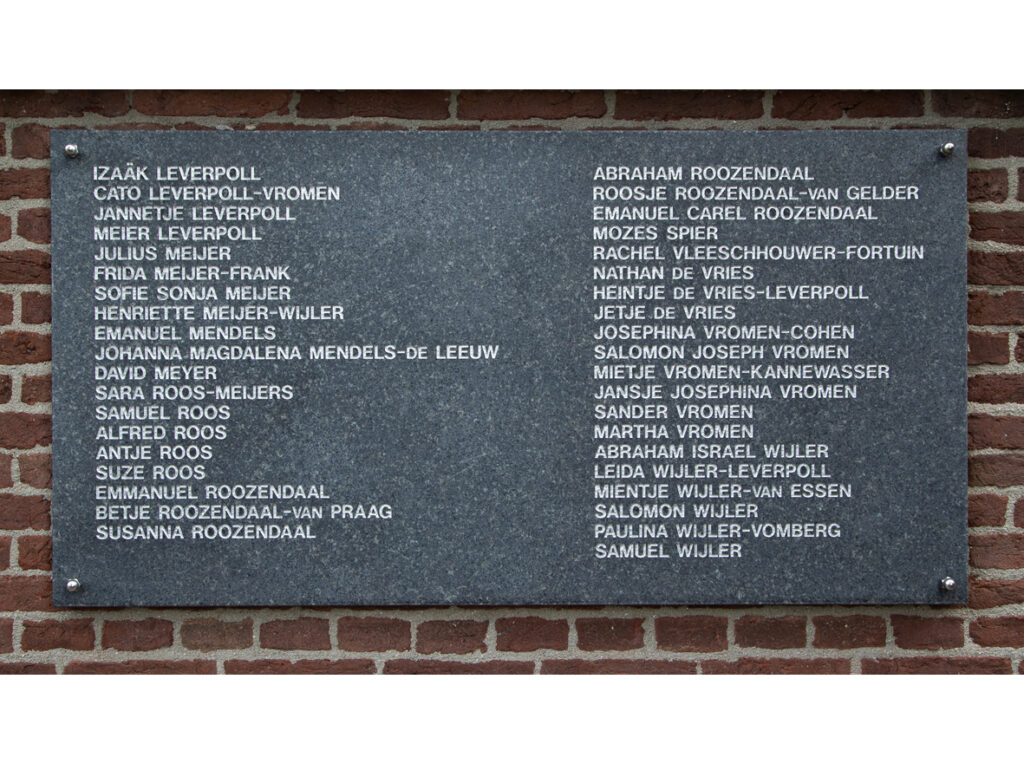 IZAÄK LEVERPOLL
CATO LEVERPOLL-VROMEN
JANNETJE LEVERPOLL
MEIER LEVERPOLL
JULIUS MEIJER
FRIDA MEIJER-FRANK
SOFIE SONJA MEIJER
HENRIETTE MEIJER-WIJLER
EMANUEL MENDELS
JOHANNA MAGDALENA MENDELS-DE LEEUW
DAVID MEYER
SARA ROOS-MEIJERS
SAMUEL ROOS
ALFRED ROOS
ANTJE ROOS
SUZE ROOS
EMMANUEL ROOZENDAAL
BETJE ROOZENDAAL-VAN PRAAG
SUSANNA ROOZENDAAL
ABRAHAM ROOZENDAAL
ROOSJE ROOZENDAAL-VAN GELDER
EMANUEL CAREL ROOZENDAAL
MOZES SPIER
RACHEL VLEESCHHOUWER-FORTUIN
NATHAN DE VRIES
HEINTJE DE VRIES-LEVERPOLL
JETJE DE VRIES
JOSEPHINA VROMEN-COHEN
SALOMON JOSEPH VROMEN
MIETJE VROMEN-KANNEWASSER
JANSJE JOSEPHINA VROMEN
SANDER VROMEN
MARTHA VROMEN
ABRAHAM ISRAEL WIJLER
LEIDA WIJLER-LEVERPOLL
MIENTJE WIJLER-VAN ESSEN
SALOMON WIJLER
PAULINA WIJLER-VOMBERG
SAMUEL WIJLER